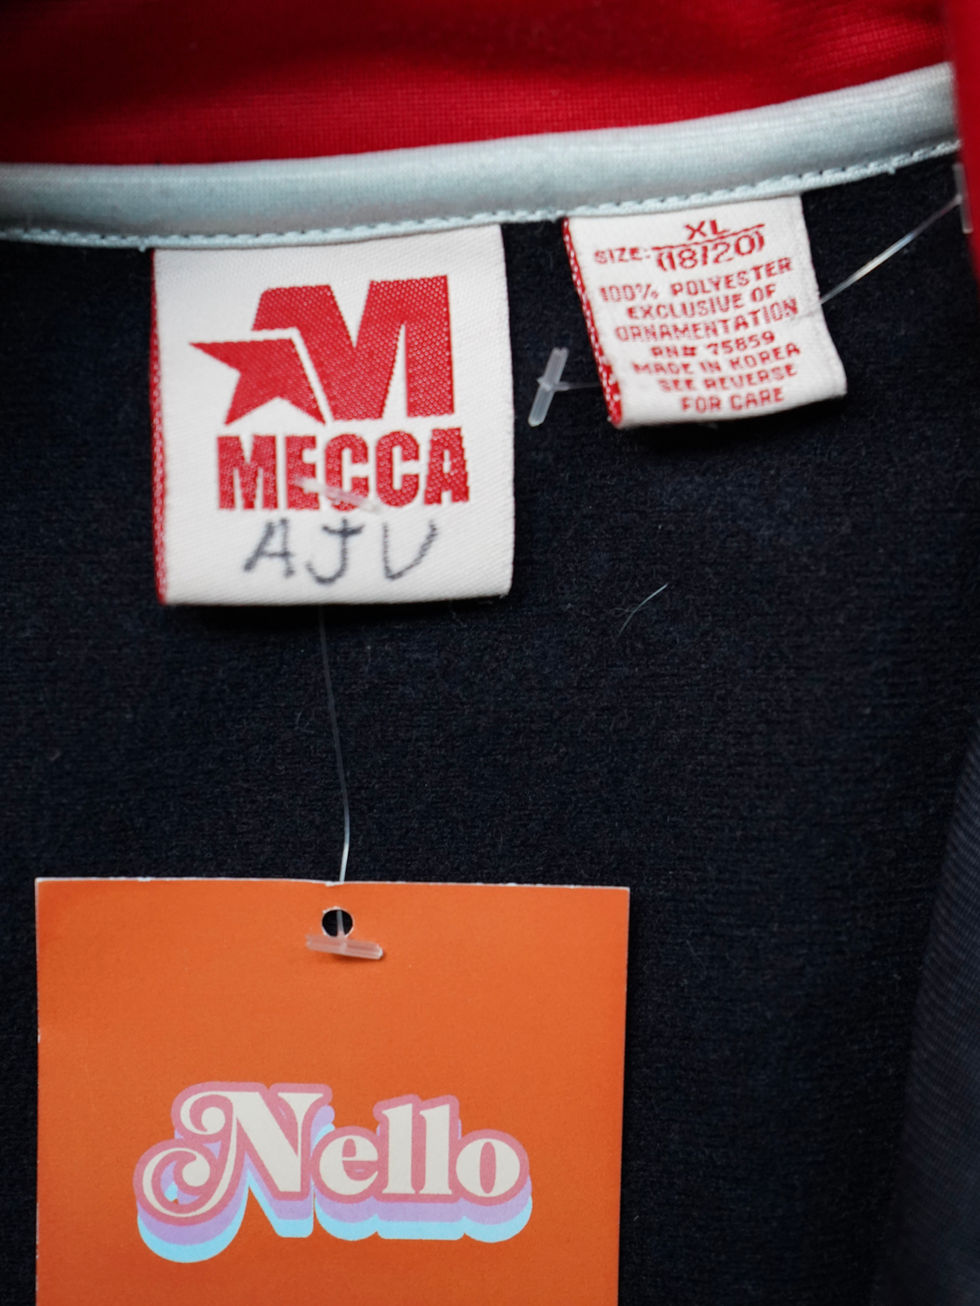 M
MECCA
AJV
XL
SIZE: (18/20)
100% POLYESTER
EXCLUSIVE OF
ORNAMENTATION
RN# 75859
MADE IN KOREA
SEE REVERSE
FOR CARE
Nello